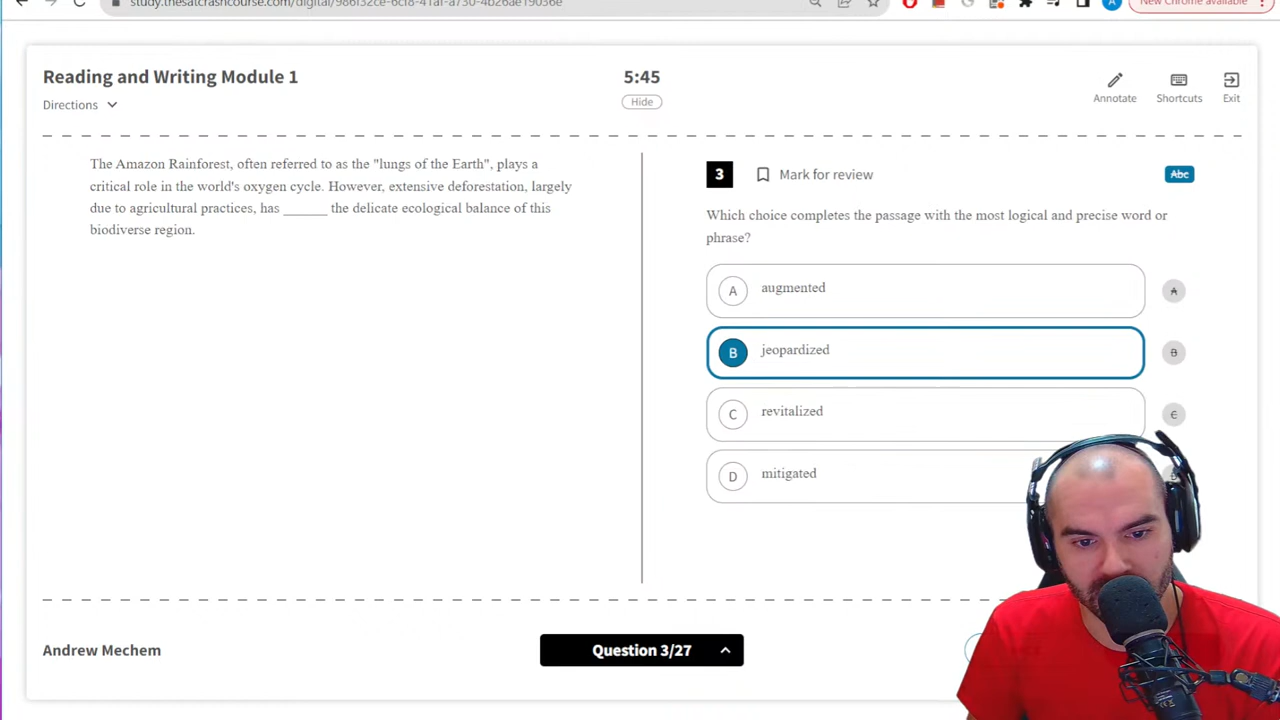 New Chrome available
Reading and Writing Module 1
Directions
5:45
Hide
Annotate
Shortcuts
Exit
The Amazon Rainforest, often referred to as the "lungs of the Earth", plays a
critical role in the world's oxygen cycle. However, extensive deforestation, largely
due to agricultural practices, has ______ the delicate ecological balance of this
biodiverse region.
3
Mark for review
Abc
Which choice completes the passage with the most logical and precise word or
phrase?
A augmented A
B jeopardized B
C revitalized C
D mitigated
Andrew Mechem
Question 3/27